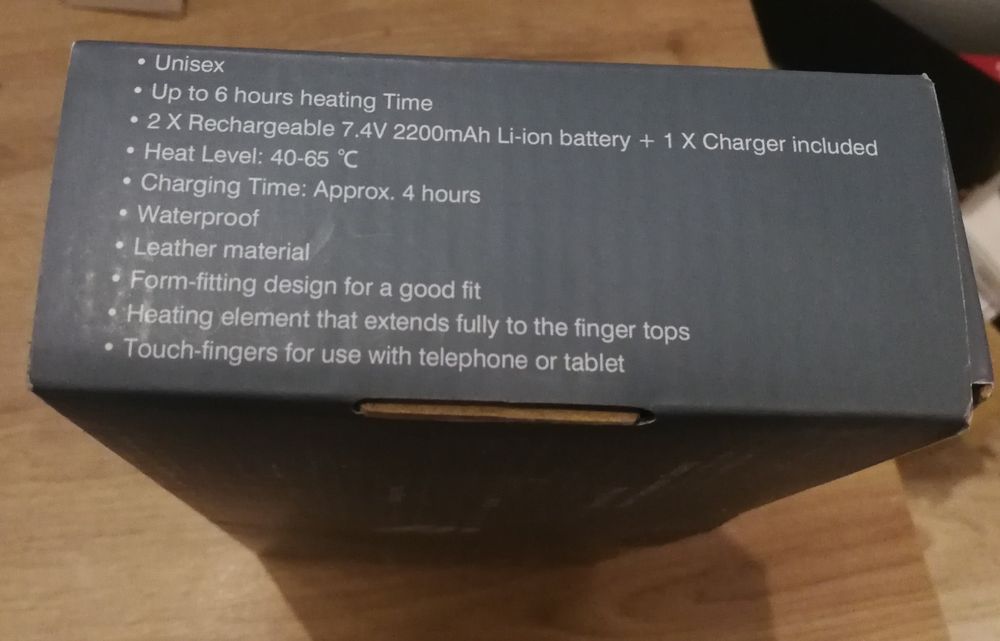 • Unisex
• Up to 6 hours heating Time
• 2 X Rechargeable 7.4V 2200mAh Li-ion battery + 1 X Charger included
• Heat Level: 40-65 ℃
• Charging Time: Approx. 4 hours
• Waterproof
• Leather material
• Form-fitting design for a good fit
• Heating element that extends fully to the finger tops
• Touch-fingers for use with telephone or tablet